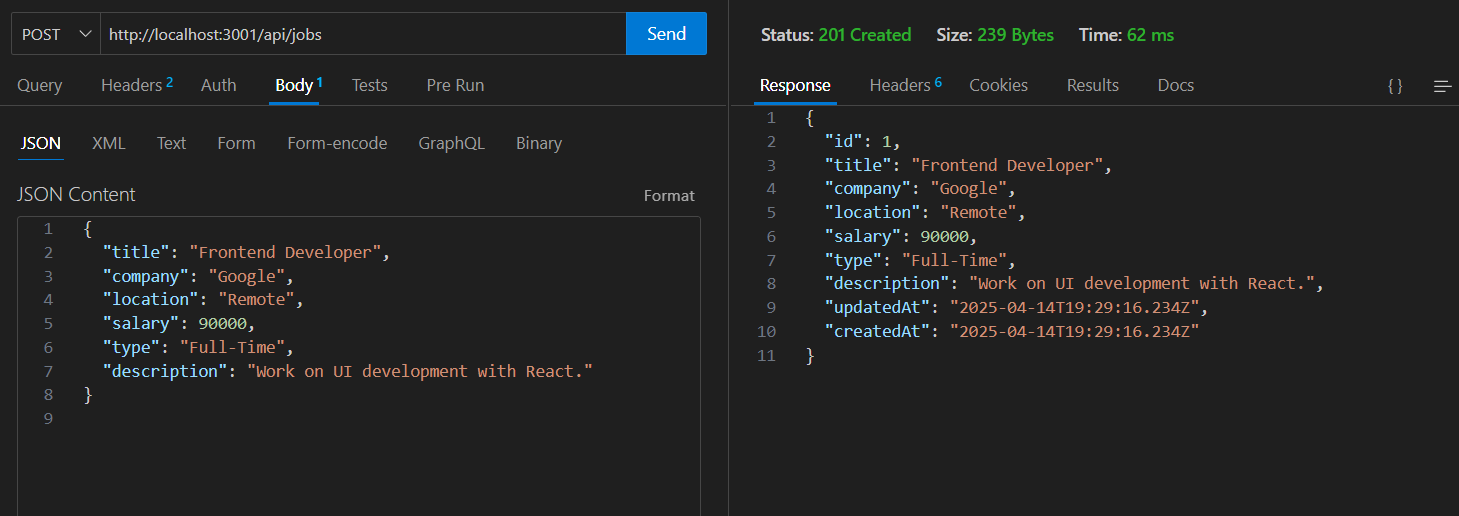 POST http://localhost:3001/api/jobs Send
Query Headers 2 Auth Body 1 Tests Pre Run
JSON XML Text Form Form-encode GraphQL Binary
JSON Content Format
1 {
2 "title": "Frontend Developer",
3 "company": "Google",
4 "location": "Remote",
5 "salary": 90000,
6 "type": "Full-Time",
7 "description": "Work on UI development with React."
8 }
9
Status: 201 Created Size: 239 Bytes Time: 62 ms
Response Headers 6 Cookies Results Docs { }
1 {
2 "id": 1,
3 "title": "Frontend Developer",
4 "company": "Google",
5 "location": "Remote",
6 "salary": 90000,
7 "type": "Full-Time",
8 "description": "Work on UI development with React.",
9 "updatedAt": "2025-04-14T19:29:16.234Z",
10 "createdAt": "2025-04-14T19:29:16.234Z"
11 }